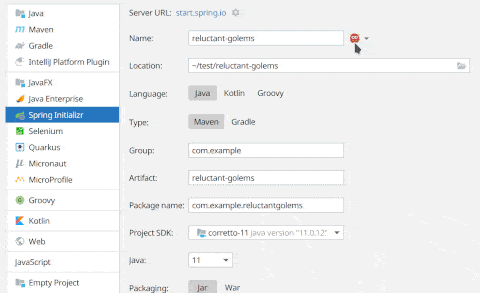 Java
Maven
Gradle
IntelliJ Platform Plugin
JavaFX
Java Enterprise
Spring Initializr
Selenium
Quarkus
Micronaut
MicroProfile
Groovy
Kotlin
Web
JavaScript
Empty Project
Server URL: start.spring.io
Name: reluctant-golems
Location: ~/test/reluctant-golems
Language: Java Kotlin Groovy
Type: Maven Gradle
Group: com.example
Artifact: reluctant-golems
Package name: com.example.reluctantgolems
Project SDK: corretto-11 java version "11.0.12"
Java: 11
Packaging: Jar War